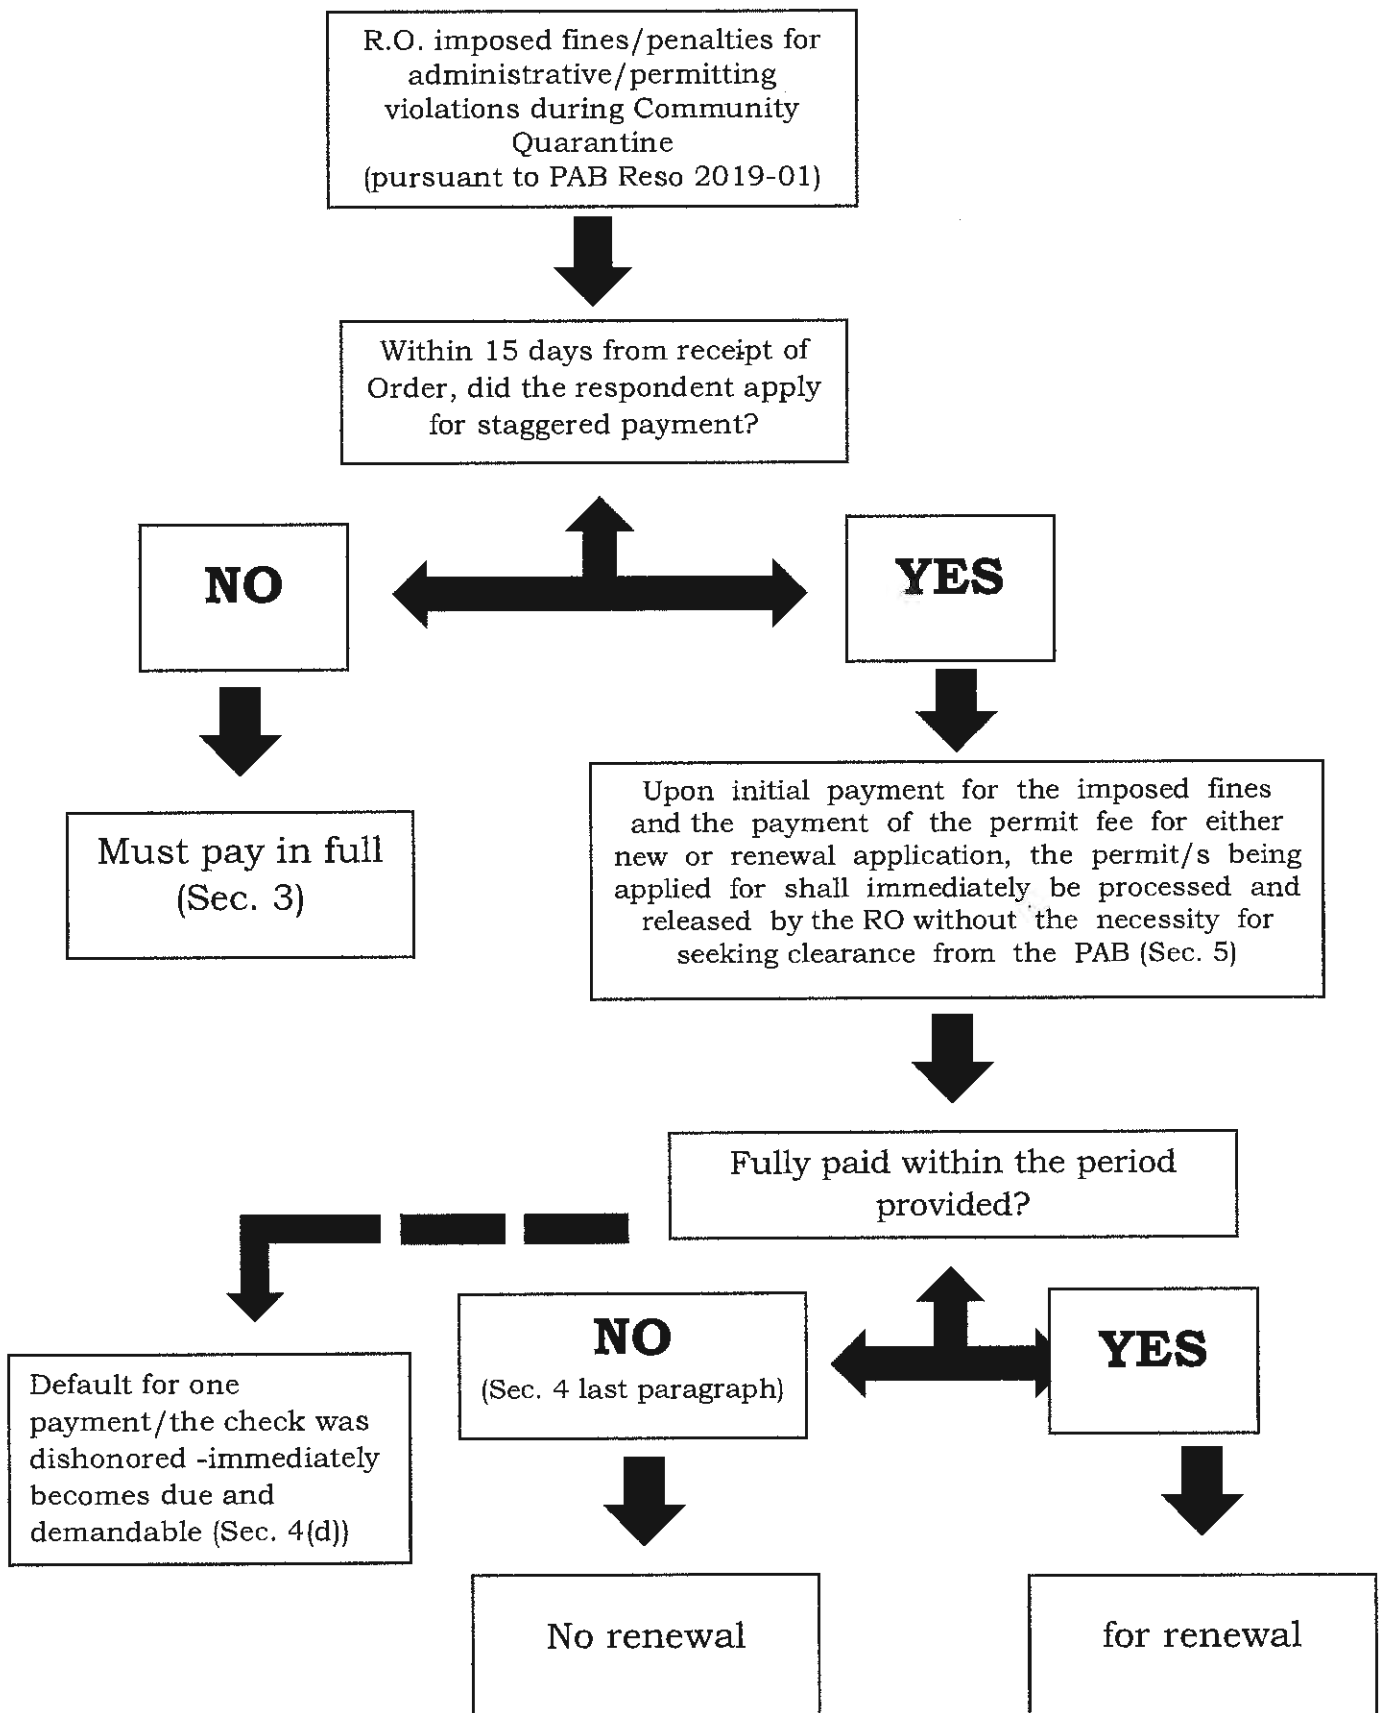 R.O. imposed fines/penalties for
administrative/permitting
violations during Community
Quarantine
(pursuant to PAB Reso 2019-01)
Within 15 days from receipt of
Order, did the respondent apply
for staggered payment?
NO
YES
Must pay in full
(Sec. 3)
Upon initial payment for the imposed fines
and the payment of the permit fee for either
new or renewal application, the permit/s being
applied for shall immediately be processed and
released by the RO without the necessity for
seeking clearance from the PAB (Sec. 5)
Fully paid within the period
provided?
Default for one
payment/the check was
dishonored -immediately
becomes due and
demandable (Sec. 4(d))
NO
(Sec. 4 last paragraph)
YES
No renewal
for renewal